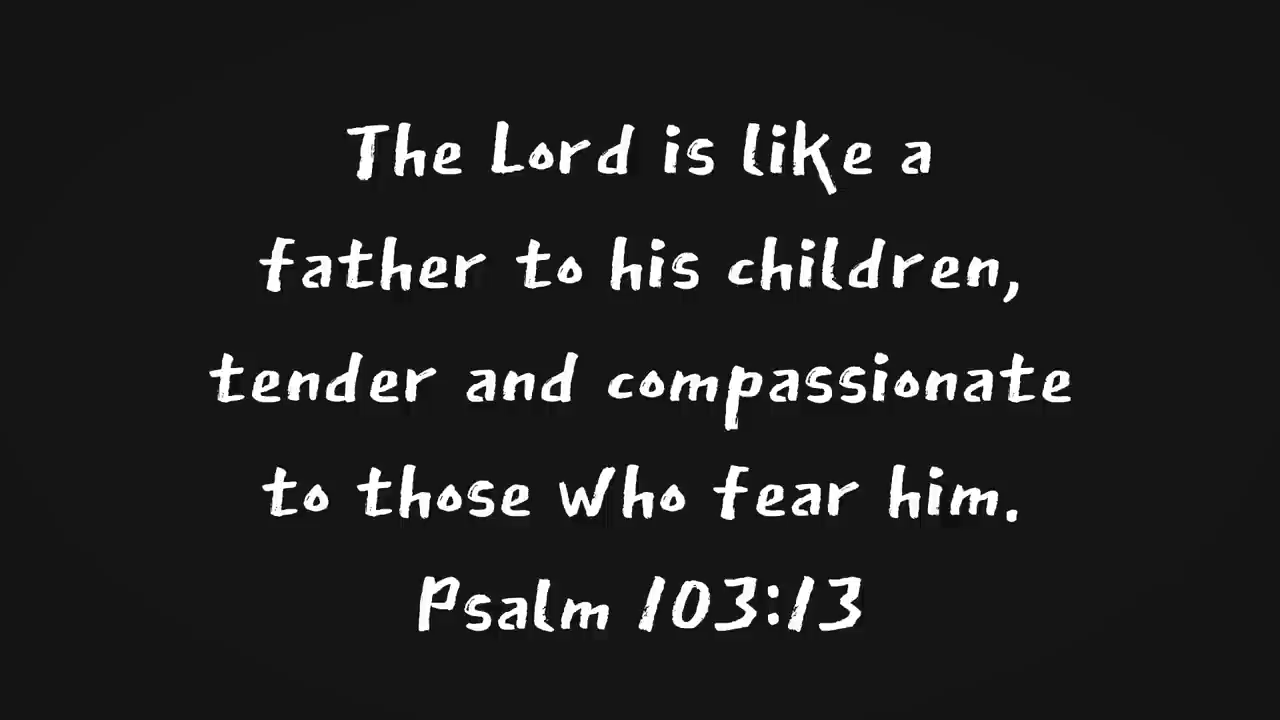 The Lord is like a
father to his children,
tender and compassionate
to those who fear him.
Psalm 103:13